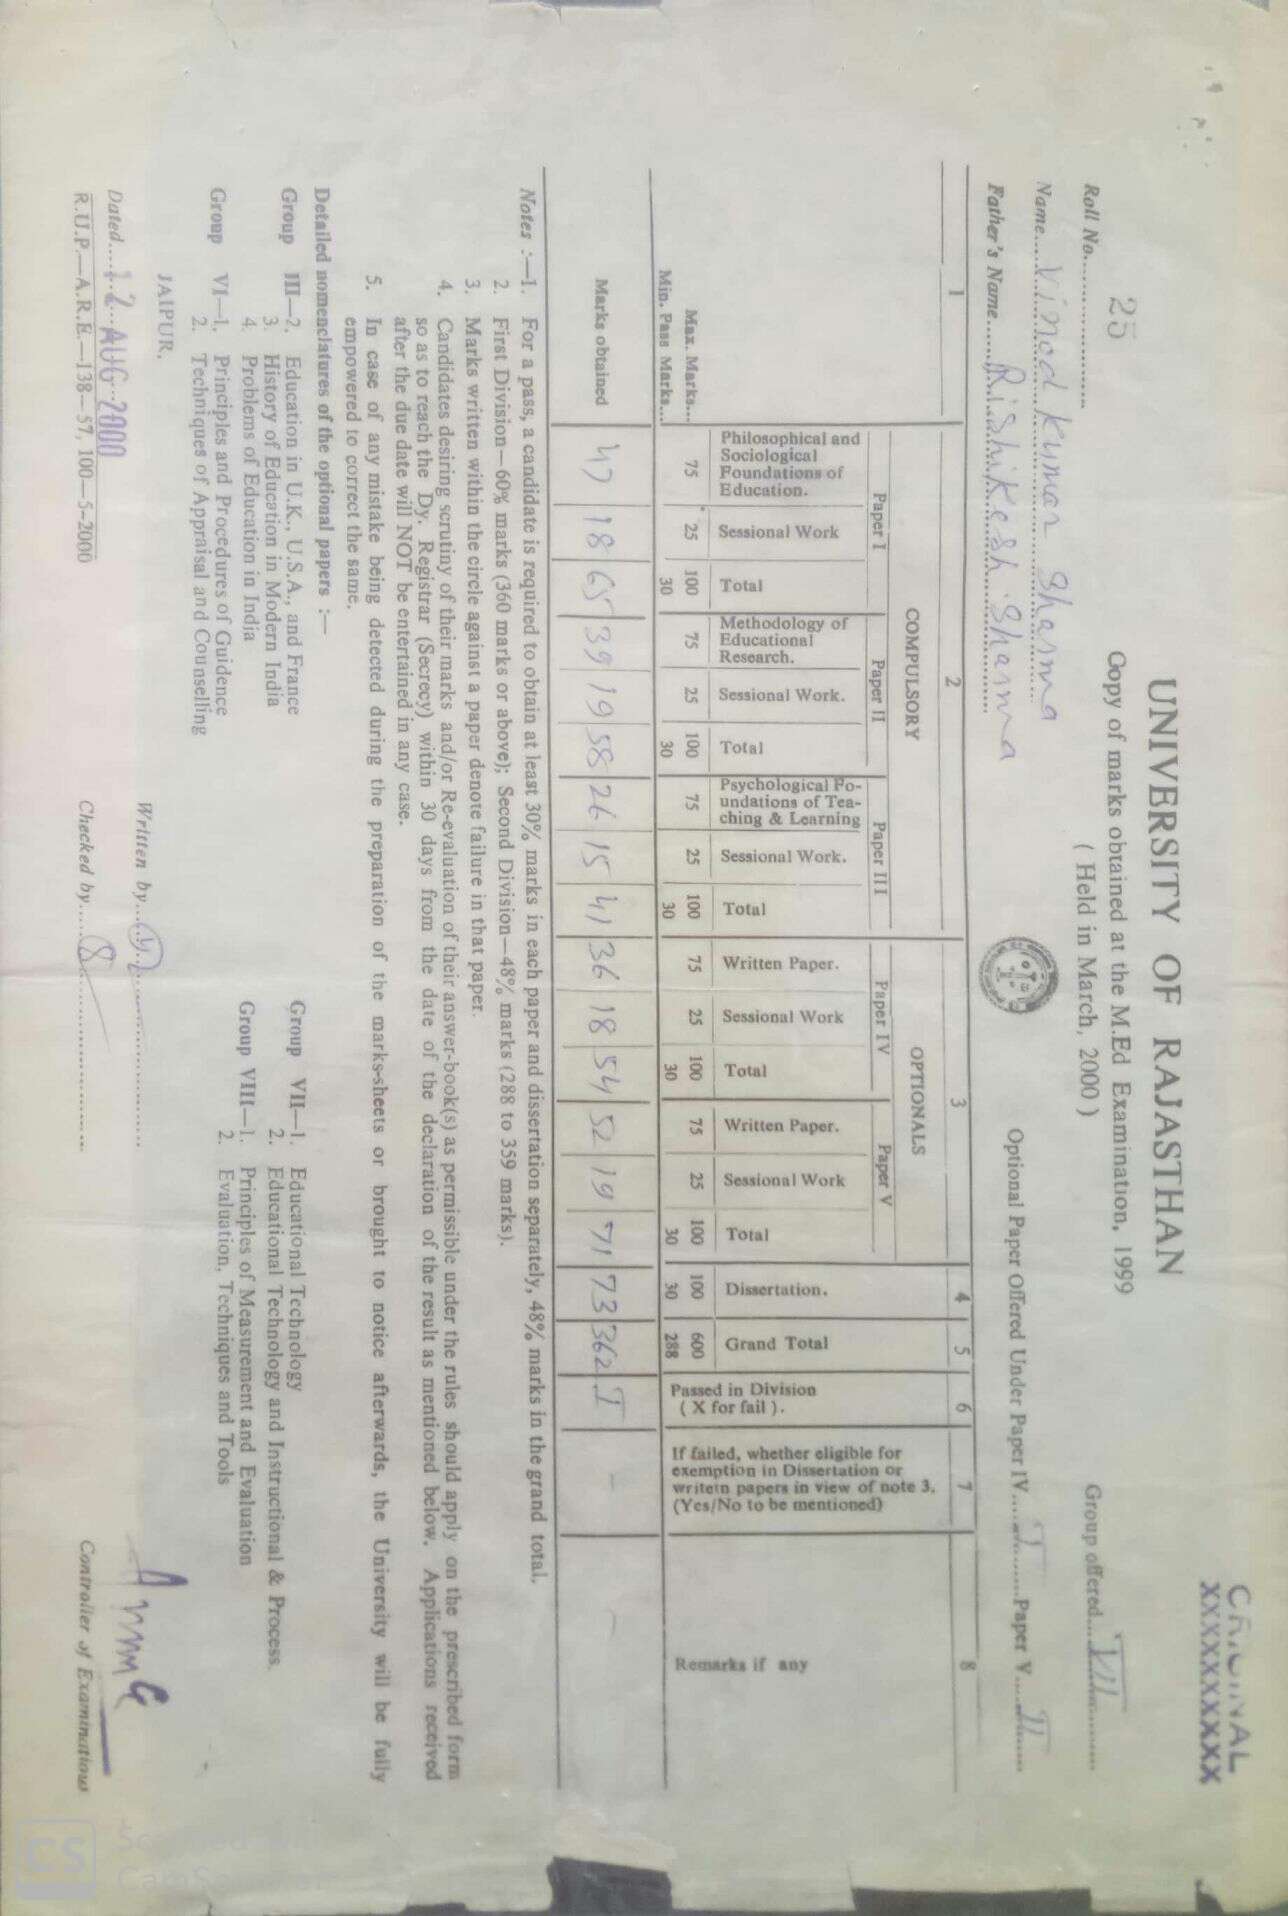 ORIGINAL
XXXXXXXXXX
UNIVERSITY OF RAJASTHAN
Copy of marks obtained at the M.Ed Examination, 1999
( Held in March, 2000 )
Roll No. 25
Group offered VII
Name Vinod Kumar Sharma
Father's Name Rishikesh Sharma
Optional Paper Offered Under Paper IV I Paper V II
1 2 3 4 5 6 7 8
COMPULSORY OPTIONALS
Paper I Paper II Paper III Paper IV Paper V
Philosophical and Sociological Foundations of Education.
Sessional Work
Total
Methodology of Educational Research.
Sessional Work.
Total
Psychological Fo-
undations of Tea-
ching & Learning
Sessional Work.
Total
Written Paper.
Sessional Work
Total
Written Paper.
Sessional Work
Total
Dissertation.
Grand Total
Passed in Division
( X for fail ).
If failed, whether eligible for
exemption in Dissertation or
writetn papers in view of note 3.
(Yes/No to be mentioned)
Remarks if any
Max. Marks... 75 25 100 75 25 100 75 25 100 75 25 100 75 25 100 100 600
Min. Pass Marks... 30 30 30 30 30 30 288
Marks obtained 47 18 65 39 19 58 26 15 41 36 18 54 52 19 71 73 362 I - -
Notes :—1. For a pass, a candidate is required to obtain at least 30% marks in each paper and dissertation separately, 48% marks in the grand total.
2. First Division—60% marks (360 marks or above); Second Division—48% marks (288 to 359 marks).
3. Marks written within the circle against a paper denote failure in that paper.
4. Candidates desiring scrutiny of their marks and/or Re-evaluation of their answer-book(s) as permissible under the rules should apply on the prescribed form
so as to reach the Dy. Registrar (Secrecy) within 30 days from the date of the declaration of the result as mentioned below. Applications received
after the due date will NOT be entertained in any case.
5. In case of any mistake being detected during the preparation of the marks-sheets or brought to notice afterwards, the University will be fully
empowered to correct the same.
Detailed nomenclatures of the optional papers :—
Group III—2. Education in U.K., U.S.A., and France
3. History of Education in Modern India
4. Problems of Education in India
Group VI—1. Principles and Procedures of Guidence
2. Techniques of Appraisal and Counselling
Group VII—1. Educational Technology
2. Educational Technology and Instructional & Process.
Group VIII—1. Principles of Measurement and Evaluation
2. Evaluation, Techniques and Tools
JAIPUR.
Written by
Dated 12 AUG 2000
Checked by
Controller of Examinations
R.U.P.—A.R.E.—138—57, 100—5-2000
CS Scanned with
CamScanner